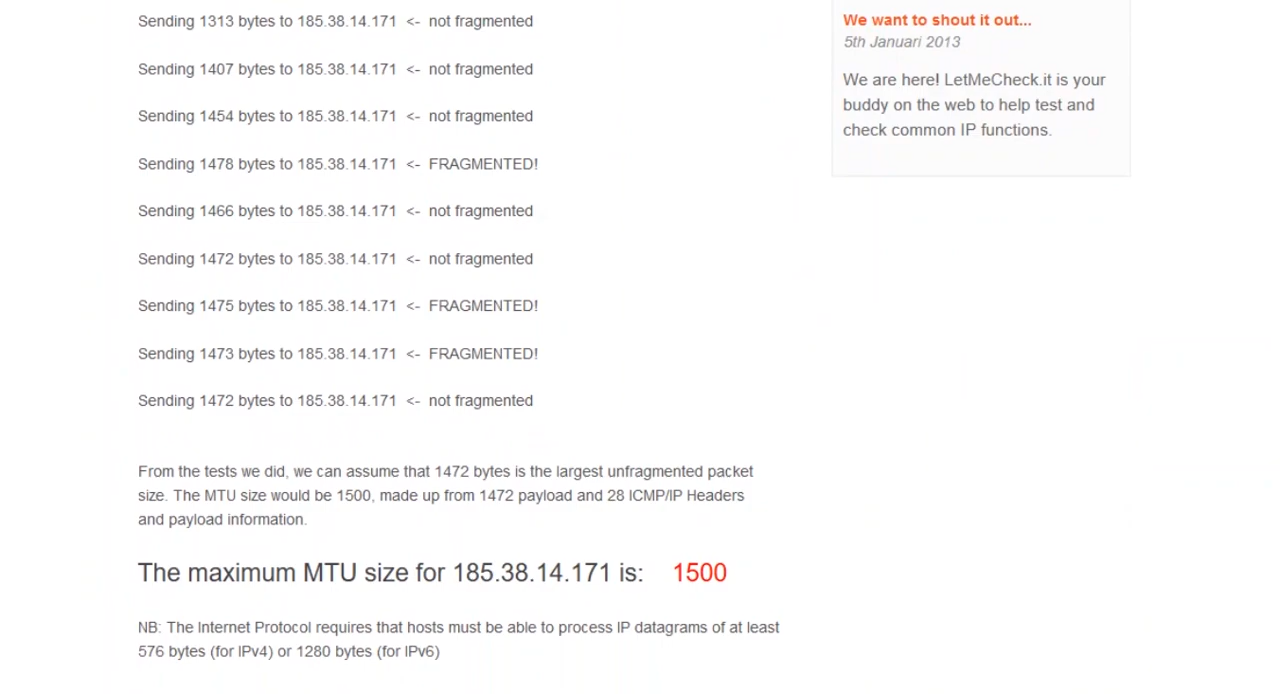 Sending 1313 bytes to 185.38.14.171 <- not fragmented
Sending 1407 bytes to 185.38.14.171 <- not fragmented
Sending 1454 bytes to 185.38.14.171 <- not fragmented
Sending 1478 bytes to 185.38.14.171 <- FRAGMENTED!
Sending 1466 bytes to 185.38.14.171 <- not fragmented
Sending 1472 bytes to 185.38.14.171 <- not fragmented
Sending 1475 bytes to 185.38.14.171 <- FRAGMENTED!
Sending 1473 bytes to 185.38.14.171 <- FRAGMENTED!
Sending 1472 bytes to 185.38.14.171 <- not fragmented
From the tests we did, we can assume that 1472 bytes is the largest unfragmented packet
size. The MTU size would be 1500, made up from 1472 payload and 28 ICMP/IP Headers
and payload information.
The maximum MTU size for 185.38.14.171 is: 1500
NB: The Internet Protocol requires that hosts must be able to process IP datagrams of at least
576 bytes (for IPv4) or 1280 bytes (for IPv6)
We want to shout it out...
5th Januari 2013
We are here! LetMeCheck.it is your
buddy on the web to help test and
check common IP functions.